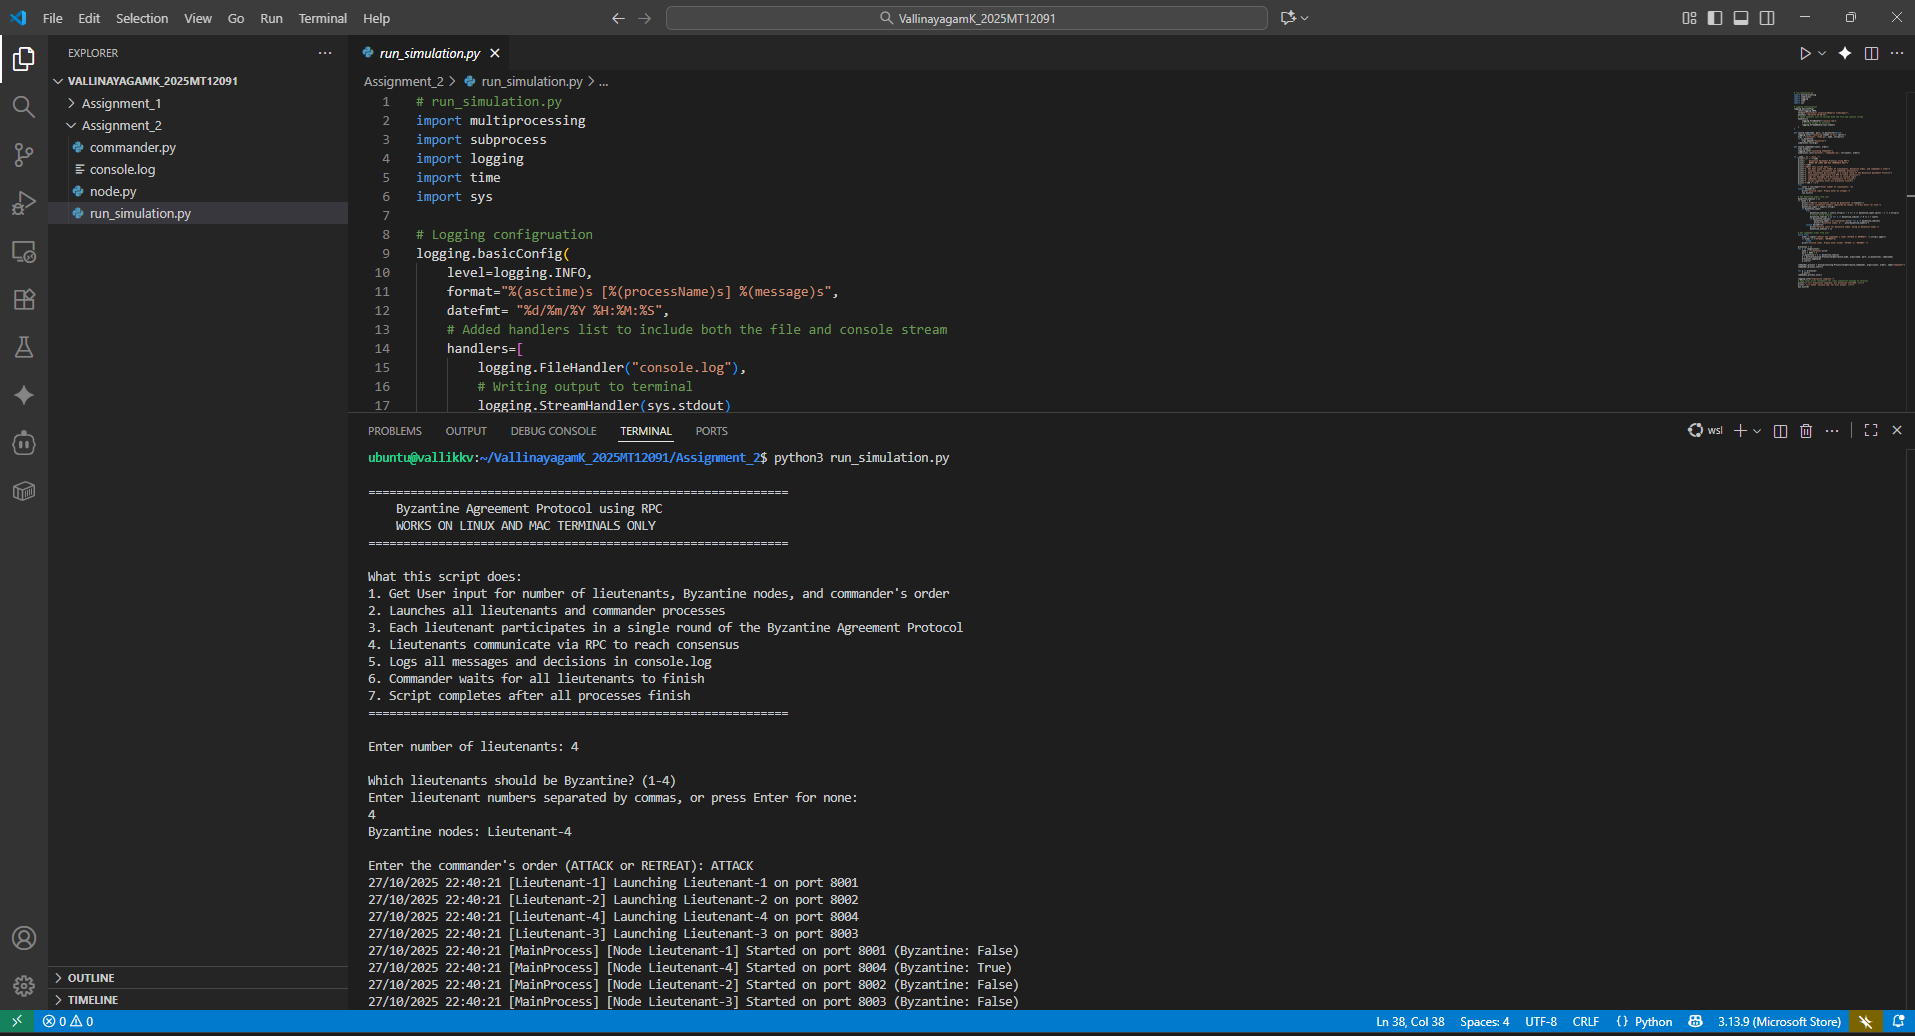 File Edit Selection View Go Run Terminal Help
VallinayagamK_2025MT12091
EXPLORER
VALLINAYAGAMK_2025MT12091
Assignment_1
Assignment_2
commander.py
console.log
node.py
run_simulation.py
OUTLINE
TIMELINE
run_simulation.py
Assignment_2 > run_simulation.py > ...
1 # run_simulation.py
2 import multiprocessing
3 import subprocess
4 import logging
5 import time
6 import sys
7
8 # Logging configruation
9 logging.basicConfig(
10 level=logging.INFO,
11 format="%(asctime)s [%(processName)s] %(message)s",
12 datefmt= "%d/%m/%Y %H:%M:%S",
13 # Added handlers list to include both the file and console stream
14 handlers=[
15 logging.FileHandler("console.log"),
16 # Writing output to terminal
17 logging.StreamHandler(sys.stdout)
PROBLEMS OUTPUT DEBUG CONSOLE TERMINAL PORTS
wsl
ubuntu@vallikkv:~/VallinayagamK_2025MT12091/Assignment_2$ python3 run_simulation.py
============================================================
Byzantine Agreement Protocol using RPC
WORKS ON LINUX AND MAC TERMINALS ONLY
============================================================
What this script does:
1. Get User input for number of lieutenants, Byzantine nodes, and commander's order
2. Launches all lieutenants and commander processes
3. Each lieutenant participates in a single round of the Byzantine Agreement Protocol
4. Lieutenants communicate via RPC to reach consensus
5. Logs all messages and decisions in console.log
6. Commander waits for all lieutenants to finish
7. Script completes after all processes finish
============================================================
Enter number of lieutenants: 4
Which lieutenants should be Byzantine? (1-4)
Enter lieutenant numbers separated by commas, or press Enter for none:
4
Byzantine nodes: Lieutenant-4
Enter the commander's order (ATTACK or RETREAT): ATTACK
27/10/2025 22:40:21 [Lieutenant-1] Launching Lieutenant-1 on port 8001
27/10/2025 22:40:21 [Lieutenant-2] Launching Lieutenant-2 on port 8002
27/10/2025 22:40:21 [Lieutenant-4] Launching Lieutenant-4 on port 8004
27/10/2025 22:40:21 [Lieutenant-3] Launching Lieutenant-3 on port 8003
27/10/2025 22:40:21 [MainProcess] [Node Lieutenant-1] Started on port 8001 (Byzantine: False)
27/10/2025 22:40:21 [MainProcess] [Node Lieutenant-4] Started on port 8004 (Byzantine: True)
27/10/2025 22:40:21 [MainProcess] [Node Lieutenant-2] Started on port 8002 (Byzantine: False)
27/10/2025 22:40:21 [MainProcess] [Node Lieutenant-3] Started on port 8003 (Byzantine: False)
0 0 Ln 38, Col 38 Spaces: 4 UTF-8 CRLF {} Python 3.13.9 (Microsoft Store)